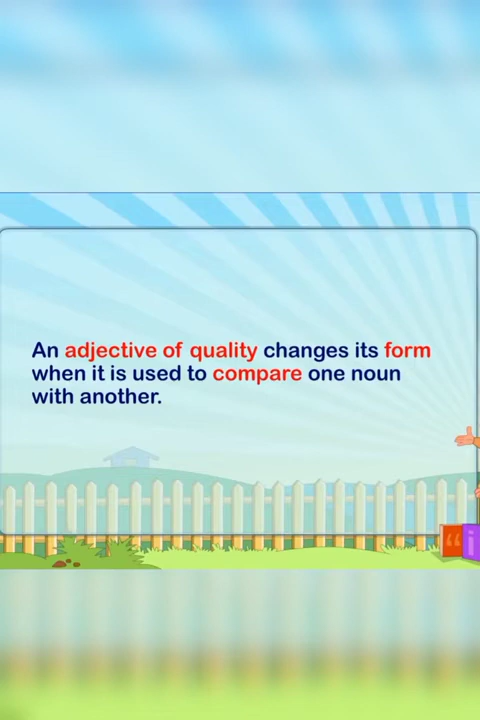 An adjective of quality changes its form
when it is used to compare one noun
with another.